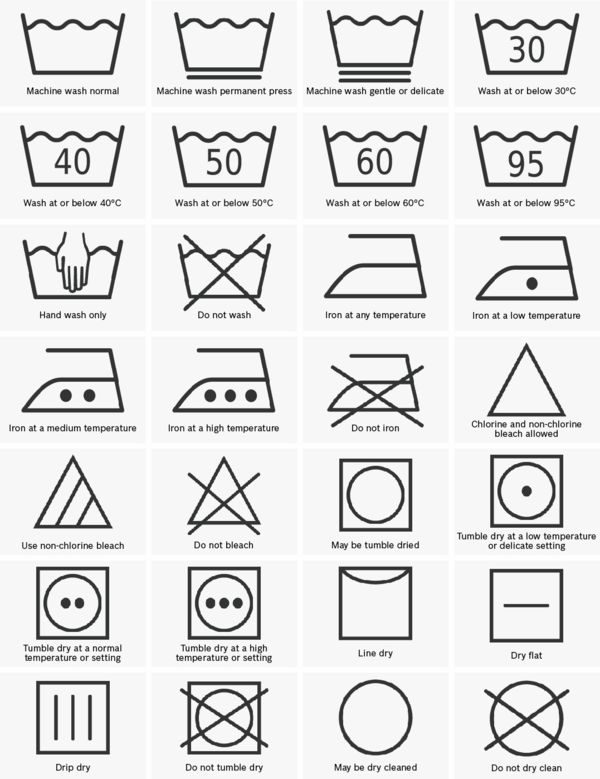 Machine wash normal
Machine wash permanent press
Machine wash gentle or delicate
30
Wash at or below 30°C
40
Wash at or below 40°C
50
Wash at or below 50°C
60
Wash at or below 60°C
95
Wash at or below 95°C
Hand wash only
Do not wash
Iron at any temperature
Iron at a low temperature
Iron at a medium temperature
Iron at a high temperature
Do not iron
Chlorine and non-chlorine
bleach allowed
Use non-chlorine bleach
Do not bleach
May be tumble dried
Tumble dry at a low temperature
or delicate setting
Tumble dry at a normal
temperature or setting
Tumble dry at a high
temperature or setting
Line dry
Dry flat
Drip dry
Do not tumble dry
May be dry cleaned
Do not dry clean